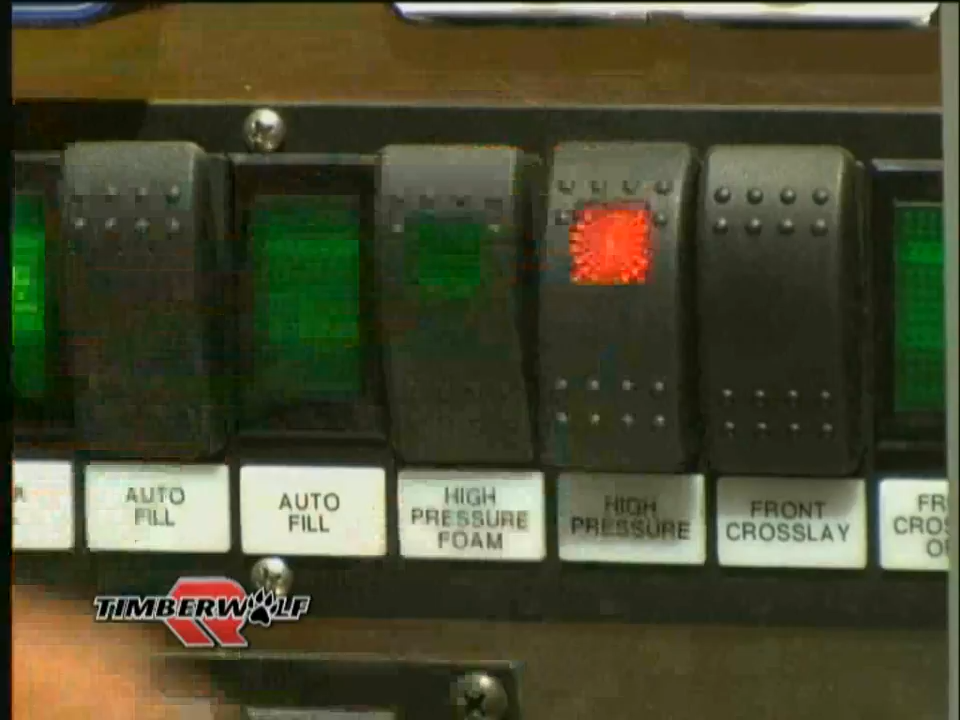 AUTO
FILL
AUTO
FILL
HIGH
PRESSURE
FOAM
HIGH
PRESSURE
FRONT
CROSSLAY
TIMBERWOLF